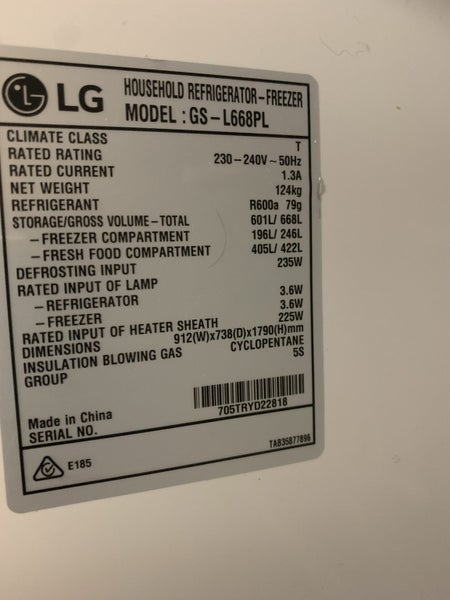 LG
HOUSEHOLD REFRIGERATOR-FREEZER
MODEL : GS-L668PL
CLIMATE CLASS T
RATED RATING 230-240V ~ 50Hz
RATED CURRENT 1.3A
NET WEIGHT 124kg
REFRIGERANT R600a 79g
STORAGE/GROSS VOLUME-TOTAL 601L/ 668L
-FREEZER COMPARTMENT 196L/ 246L
-FRESH FOOD COMPARTMENT 405L/ 422L
DEFROSTING INPUT 235W
RATED INPUT OF LAMP
-REFRIGERATOR 3.6W
-FREEZER 3.6W
RATED INPUT OF HEATER SHEATH 225W
DIMENSIONS 912(W)x738(D)x1790(H)mm
INSULATION BLOWING GAS CYCLOPENTANE
GROUP 5S
705TRYD22818
Made in China
SERIAL NO.
E185
TAB35877896